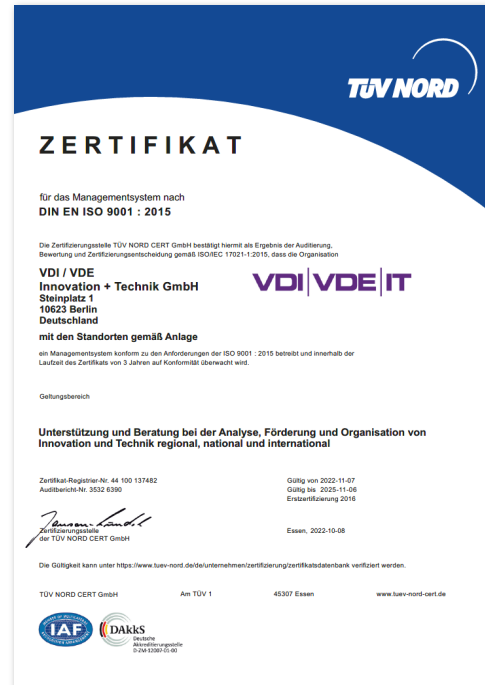 TÜV NORD
ZERTIFIKAT
für das Managementsystem nach
DIN EN ISO 9001 : 2015
Die Zertifizierungsstelle TÜV NORD CERT GmbH bestätigt hiermit als Ergebnis der Auditierung,
Bewertung und Zertifizierungsentscheidung gemäß ISO/IEC 17021-1:2015, dass die Organisation
VDI / VDE
Innovation + Technik GmbH
Steinplatz 1
10623 Berlin
Deutschland
VDI|VDE|IT
mit den Standorten gemäß Anlage
ein Managementsystem konform zu den Anforderungen der ISO 9001 : 2015 betreibt und innerhalb der
Laufzeit des Zertifikats von 3 Jahren auf Konformität überwacht wird.
Geltungsbereich
Unterstützung und Beratung bei der Analyse, Förderung und Organisation von
Innovation und Technik regional, national und international
Zertifikat-Registrier-Nr. 44 100 137482
Auditbericht-Nr. 3532 6390
Gültig von 2022-11-07
Gültig bis 2025-11-06
Erstzertifizierung 2016
Zertifizierungsstelle
der TÜV NORD CERT GmbH
Essen, 2022-10-08
Die Gültigkeit kann unter https://www.tuev-nord.de/de/unternehmen/zertifizierung/zertifikatsdatenbank verifiziert werden.
TÜV NORD CERT GmbH Am TÜV 1 45307 Essen www.tuev-nord-cert.de
IAF
DAkkS
Deutsche
Akkreditierungsstelle
D-ZM-12007-01-00